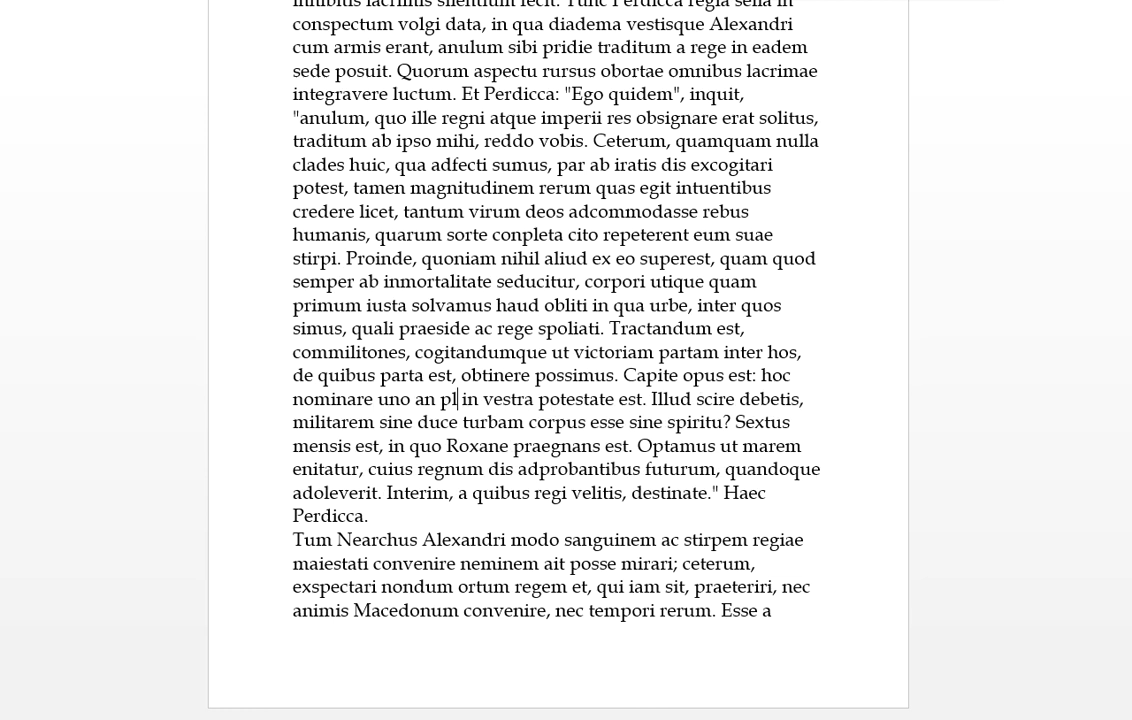 inhibitis lacrimis silentium fecit. Tunc Perdicca regia sella in
conspectum volgi data, in qua diadema vestisque Alexandri
cum armis erant, anulum sibi pridie traditum a rege in eadem
sede posuit. Quorum aspectu rursus obortae omnibus lacrimae
integravere luctum. Et Perdicca: "Ego quidem", inquit,
"anulum, quo ille regni atque imperii res obsignare erat solitus,
traditum ab ipso mihi, reddo vobis. Ceterum, quamquam nulla
clades huic, qua adfecti sumus, par ab iratis dis excogitari
potest, tamen magnitudinem rerum quas egit intuentibus
credere licet, tantum virum deos adcommodasse rebus
humanis, quarum sorte conpleta cito repeterent eum suae
stirpi. Proinde, quoniam nihil aliud ex eo superest, quam quod
semper ab inmortalitate seducitur, corpori utique quam
primum iusta solvamus haud obliti in qua urbe, inter quos
simus, quali praeside ac rege spoliati. Tractandum est,
commilitones, cogitandumque ut victoriam partam inter hos,
de quibus parta est, obtinere possimus. Capite opus est: hoc
nominare uno an pl in vestra potestate est. Illud scire debetis,
militarem sine duce turbam corpus esse sine spiritu? Sextus
mensis est, in quo Roxane praegnans est. Optamus ut marem
enitatur, cuius regnum dis adprobantibus futurum, quandoque
adoleverit. Interim, a quibus regi velitis, destinate." Haec
Perdicca.
Tum Nearchus Alexandri modo sanguinem ac stirpem regiae
maiestati convenire neminem ait posse mirari; ceterum,
exspectari nondum ortum regem et, qui iam sit, praeteriri, nec
animis Macedonum convenire, nec tempori rerum. Esse a